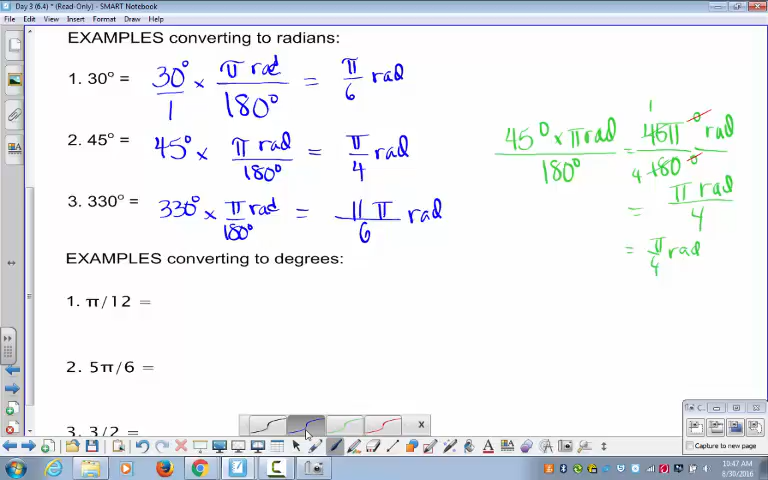 Day 3 (6.4) * (Read-Only) - SMART Notebook
File Edit View Insert Format Draw Help
EXAMPLES converting to radians:
1. 30° = 30°/1 × π rad/180° = π/6 rad
2. 45° = 45° × π rad/180° = π/4 rad
3. 330° = 330° × π rad/180° = 11π/6 rad
45° × π rad/180° = 1 45π° rad/4 180°
= π rad/4
= π/4 rad
EXAMPLES converting to degrees:
1. π/12 =
2. 5π/6 =
3. 3/2 =
x
C...
Capture to new page
10:47 AM
8/30/2016